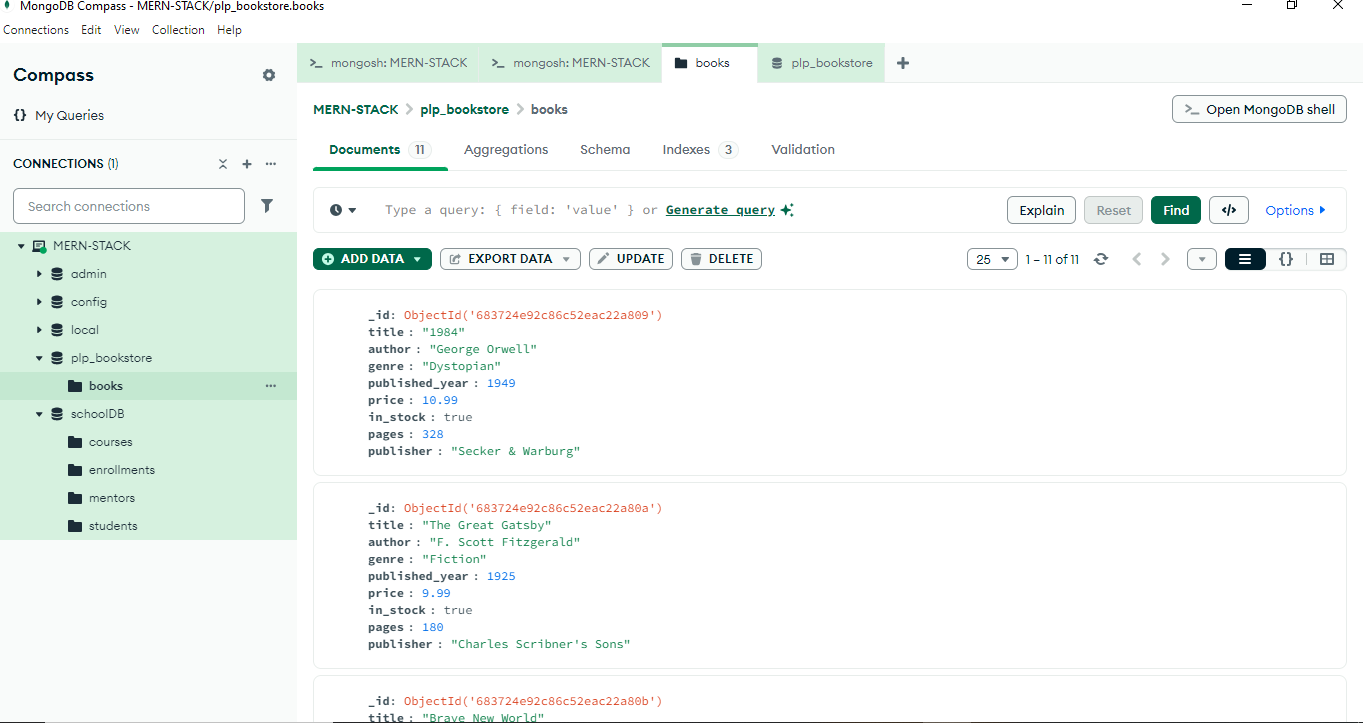 MongoDB Compass - MERN-STACK/plp_bookstore.books
Connections Edit View Collection Help
Compass
{} My Queries
CONNECTIONS (1)
Search connections
MERN-STACK
admin
config
local
plp_bookstore
books
schoolDB
courses
enrollments
mentors
students
>_ mongosh: MERN-STACK
>_ mongosh: MERN-STACK
books
plp_bookstore
MERN-STACK > plp_bookstore > books
>_ Open MongoDB shell
Documents 11 Aggregations Schema Indexes 3 Validation
Type a query: { field: 'value' } or Generate query
Explain Reset Find </> Options
ADD DATA EXPORT DATA UPDATE DELETE
25 1 – 11 of 11 {}
_id: ObjectId('683724e92c86c52eac22a809')
title : "1984"
author : "George Orwell"
genre : "Dystopian"
published_year : 1949
price : 10.99
in_stock : true
pages : 328
publisher : "Secker & Warburg"
_id: ObjectId('683724e92c86c52eac22a80a')
title : "The Great Gatsby"
author : "F. Scott Fitzgerald"
genre : "Fiction"
published_year : 1925
price : 9.99
in_stock : true
pages : 180
publisher : "Charles Scribner's Sons"
_id: ObjectId('683724e92c86c52eac22a80b')
title : "Brave New World"